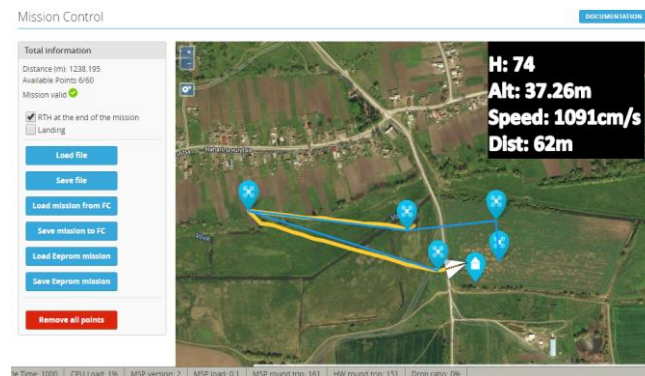 Mission Control
DOCUMENTATION
Total information
Distance (m): 1238.195
Available Points 6/60
Mission valid
RTH at the end of the mission
Landing
Load file
Save file
Load mission from FC
Save mission to FC
Load Eeprom mission
Save Eeprom mission
Remove all points
+
-
H: 74
Alt: 37.26m
Speed: 1091cm/s
Dist: 62m
le Time: 1000 | CPU Load: 1% | MSP version: 2 | MSP load: 0.1 | MSP round trip: 161 | HW round trip: 151 | Drop ratio: 0%